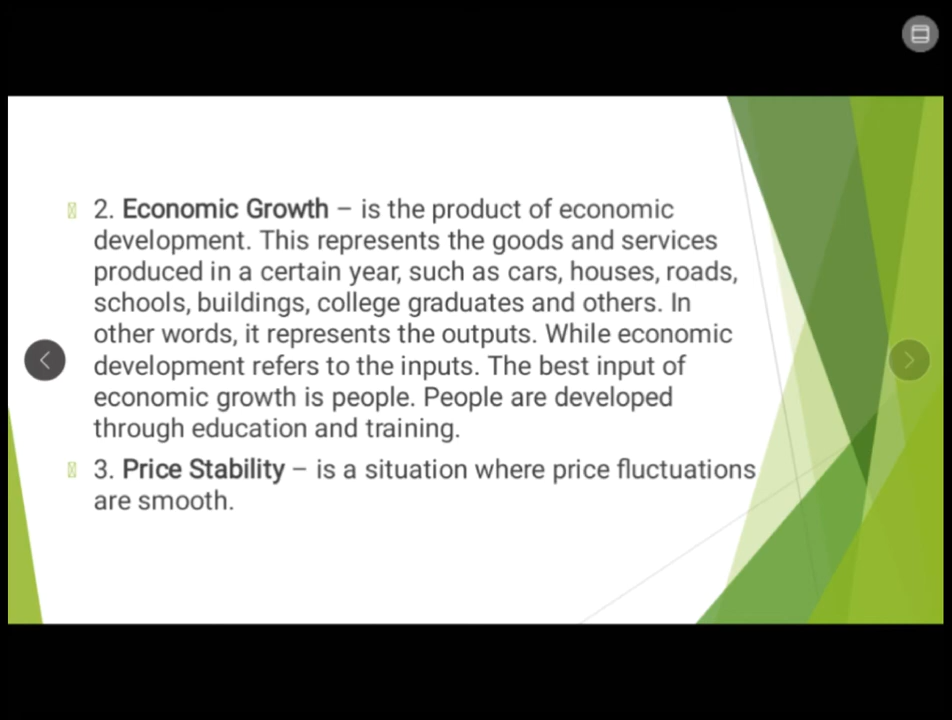 2. Economic Growth – is the product of economic
development. This represents the goods and services
produced in a certain year, such as cars, houses, roads,
schools, buildings, college graduates and others. In
other words, it represents the outputs. While economic
development refers to the inputs. The best input of
economic growth is people. People are developed
through education and training.
3. Price Stability – is a situation where price fluctuations
are smooth.